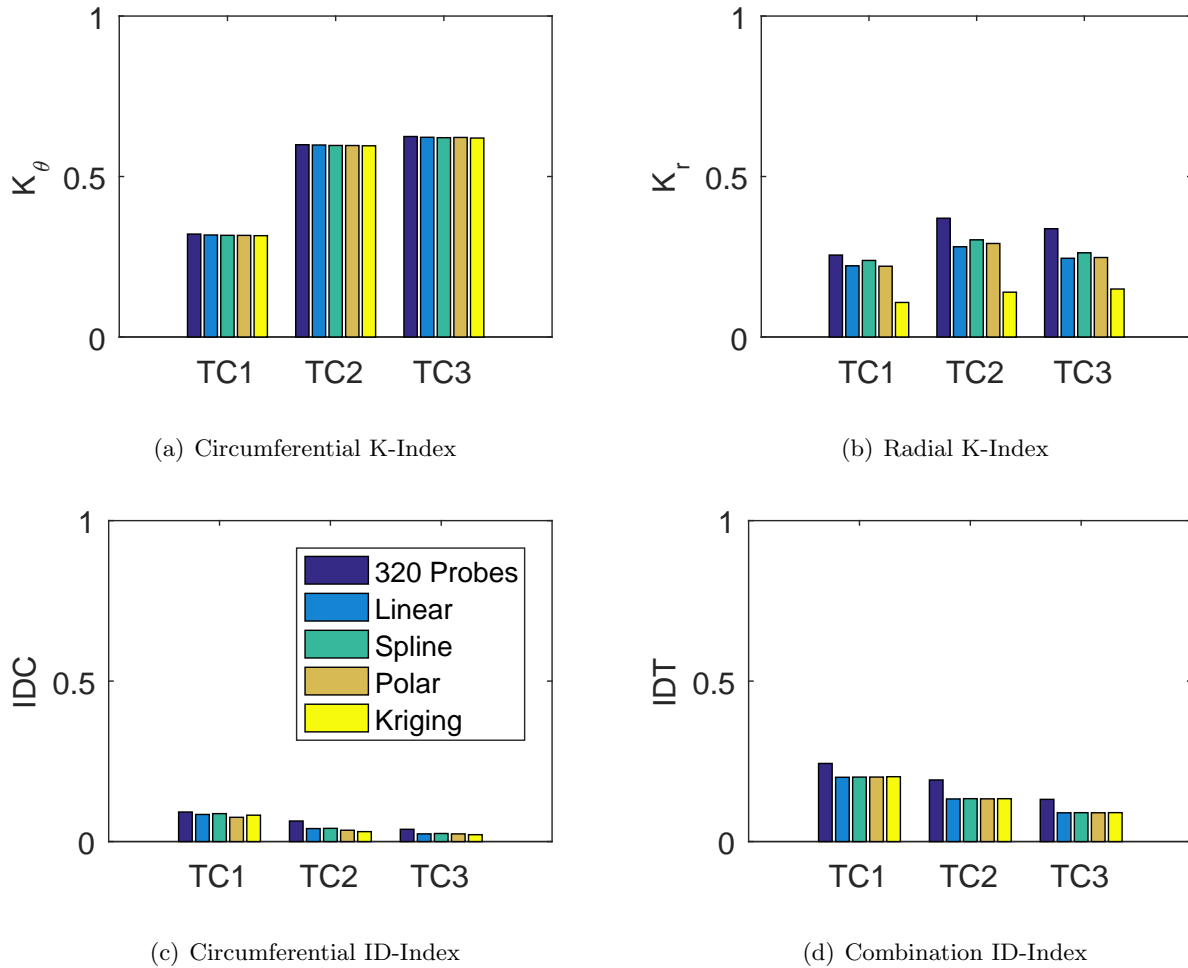 1
0.5
0
K_θ
TC1 TC2 TC3
(a) Circumferential K-Index
1
0.5
0
K_r
TC1 TC2 TC3
(b) Radial K-Index
1
0.5
0
IDC
320 Probes
Linear
Spline
Polar
Kriging
TC1 TC2 TC3
(c) Circumferential ID-Index
1
0.5
0
IDT
TC1 TC2 TC3
(d) Combination ID-Index